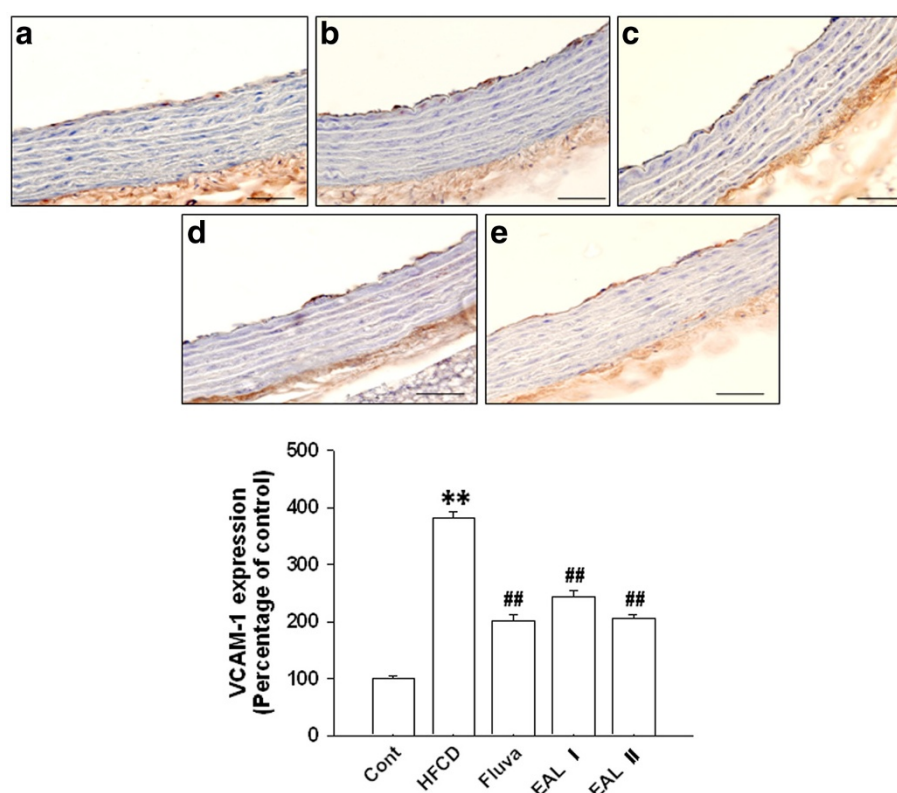 a
b
c
d
e
VCAM-1 expression
(Percentage of control)
500
400
300
200
100
0
**
##
##
##
Cont
HFCD
Fluva
EAL I
EAL II